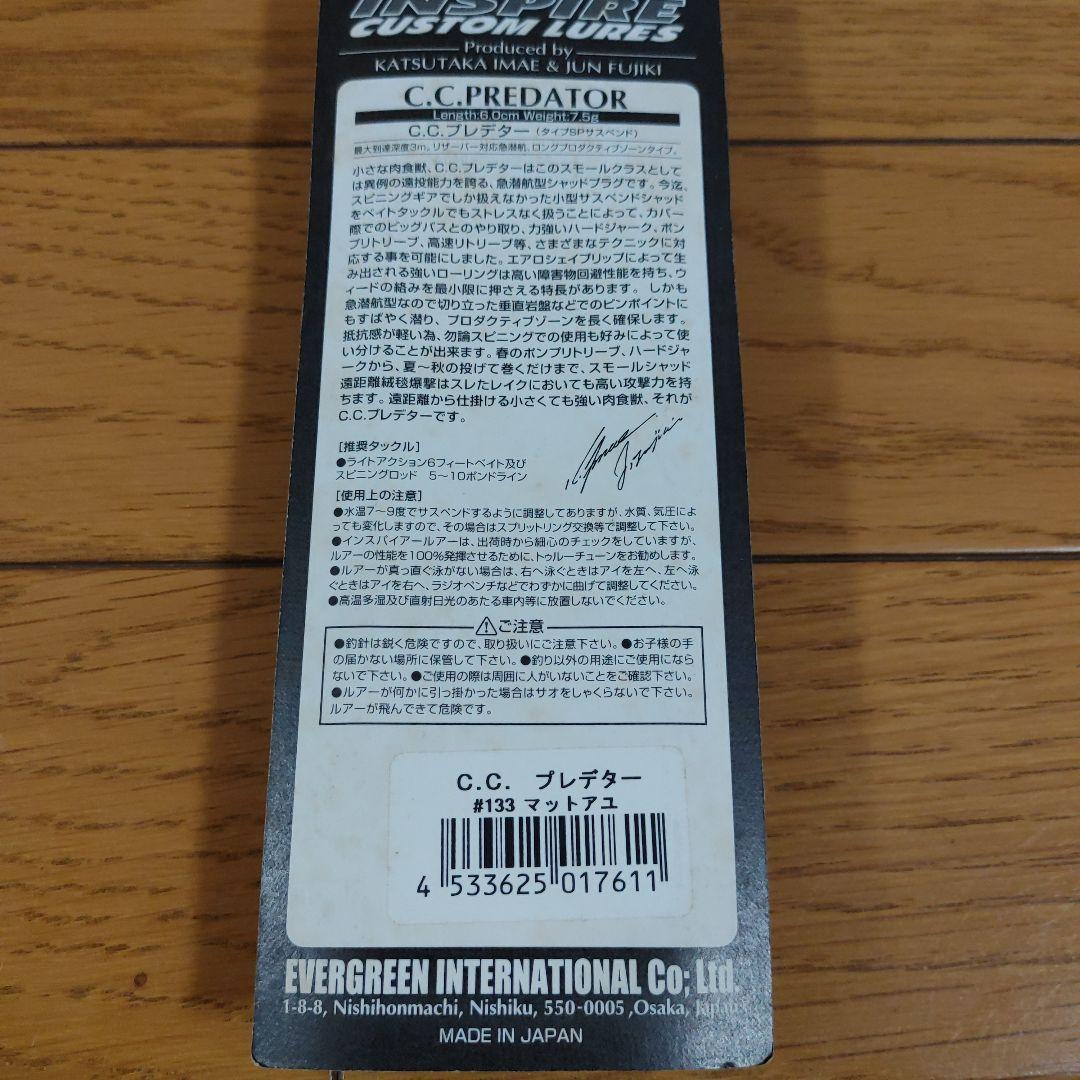 INSPIRE
CUSTOM LURES
Produced by
KATSUTAKA IMAE & JUN FUJIKI
C.C.PREDATOR
Length:6.0cm Weight:7.5g
C.C.プレデター (タイプSPサスペンド)
最大到達深度3m。リザーバー対応急潜航、ロングプロダクティブゾーンタイプ。
小さな肉食獣、C.C.プレデターはこのスモールクラスとして
は異例の遠投能力を誇る、急潜航型シャッドプラグです。今迄、
スピニングギアでしか扱えなかった小型サスペンドシャッド
をベイトタックルでもストレスなく扱うことによって、カバー
際でのビッグバスとのやり取り、力強いハードジャーク、ポン
プリトリーブ、高速リトリーブ等、さまざまなテクニックに対
応する事を可能にしました。エアロシェイプリップによって生
み出される強いローリングは高い障害物回避性能を持ち、ウ
ィードの絡みを最小限に押さえる特長があります。しかも
急潜航型なので切り立った垂直岩盤などでのピンポイントに
もすばやく潜り、プロダクティブゾーンを長く確保します。
抵抗感が軽い為、勿論スピニングでの使用も好みによって使
い分けることが出来ます。春のポンプリトリーブ、ハードジャ
ークから、夏〜秋の投げて巻くだけまで、スモールシャッド
遠距離絨毯爆撃はスレたレイクにおいても高い攻撃力を持
ちます。遠距離から仕掛ける小さくても強い肉食獣、それが
C.C.プレデターです。
[推奨タックル]
●ライトアクション6フィートベイト及び
スピニングロッド 5〜10ポンドライン
[使用上の注意]
●水温7〜9度でサスペンドするように調整してありますが、水質、気圧によ
っても変化しますので、その場合はスプリットリング交換等で調整して下さい。
●インスパイアールアーは、出荷時から細心のチェックをしていますが、
ルアーの性能を100%発揮させるために、トゥルーチューンをお勧めします。
●ルアーが真っ直ぐ泳がない場合は、右へ泳ぐときはアイを左へ、左へ泳
ぐときはアイを右へ、ラジオペンチなどでわずかに曲げて調整してください。
●高温多湿及び直射日光のあたる車内等に放置しないでください。
⚠ご注意
●釣針は鋭く危険ですので、取り扱いにご注意下さい。●お子様の手
の届かない場所に保管して下さい。●釣り以外の用途にご使用になら
ないで下さい。●ご使用の際は周囲に人がいないことをご確認下さい。
●ルアーが何かに引っ掛かった場合はサオをしゃくらないで下さい。
ルアーが飛んできて危険です。
C.C. プレデター
#133 マットアユ
4 533625 017611
EVERGREEN INTERNATIONAL Co; Ltd.
1-8-8, Nishihonmachi, Nishiku, 550-0005 ,Osaka, Japan
MADE IN JAPAN